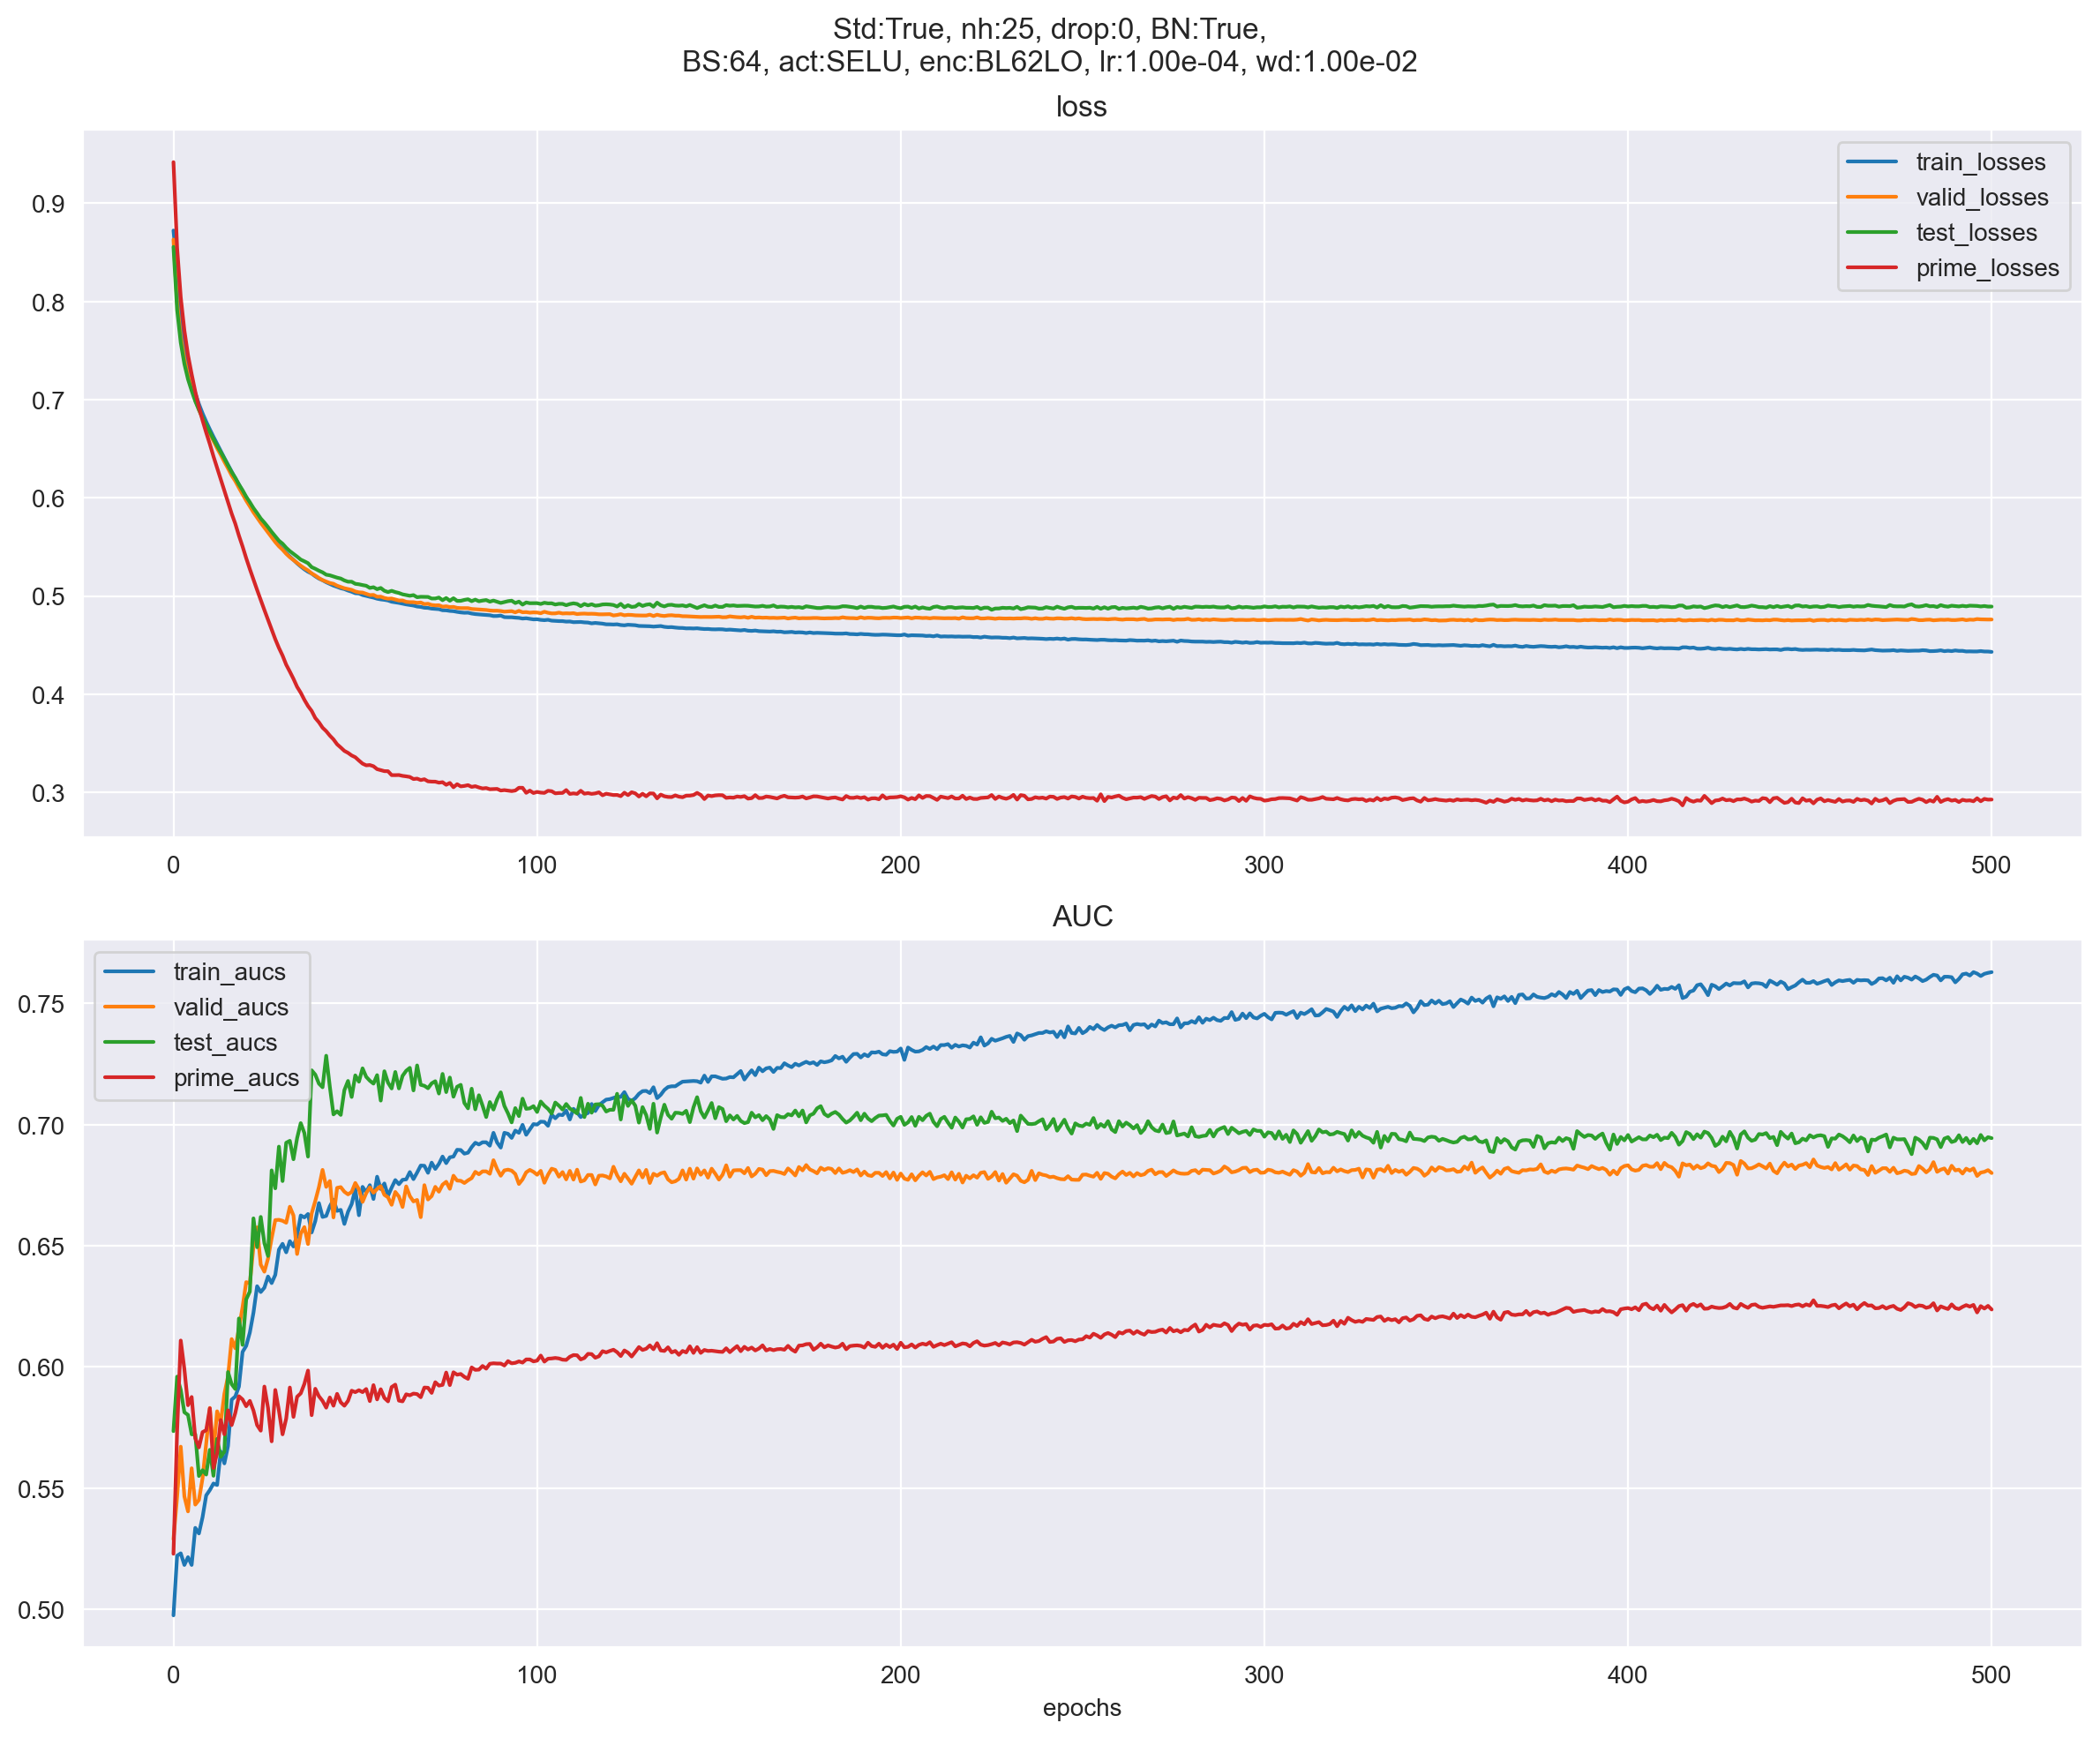 Std:True, nh:25, drop:0, BN:True,
BS:64, act:SELU, enc:BL62LO, lr:1.00e-04, wd:1.00e-02
loss
train_losses
valid_losses
test_losses
prime_losses
0.9
0.8
0.7
0.6
0.5
0.4
0.3
0 100 200 300 400 500
AUC
train_aucs
valid_aucs
test_aucs
prime_aucs
0.75
0.70
0.65
0.60
0.55
0.50
0 100 200 300 400 500
epochs